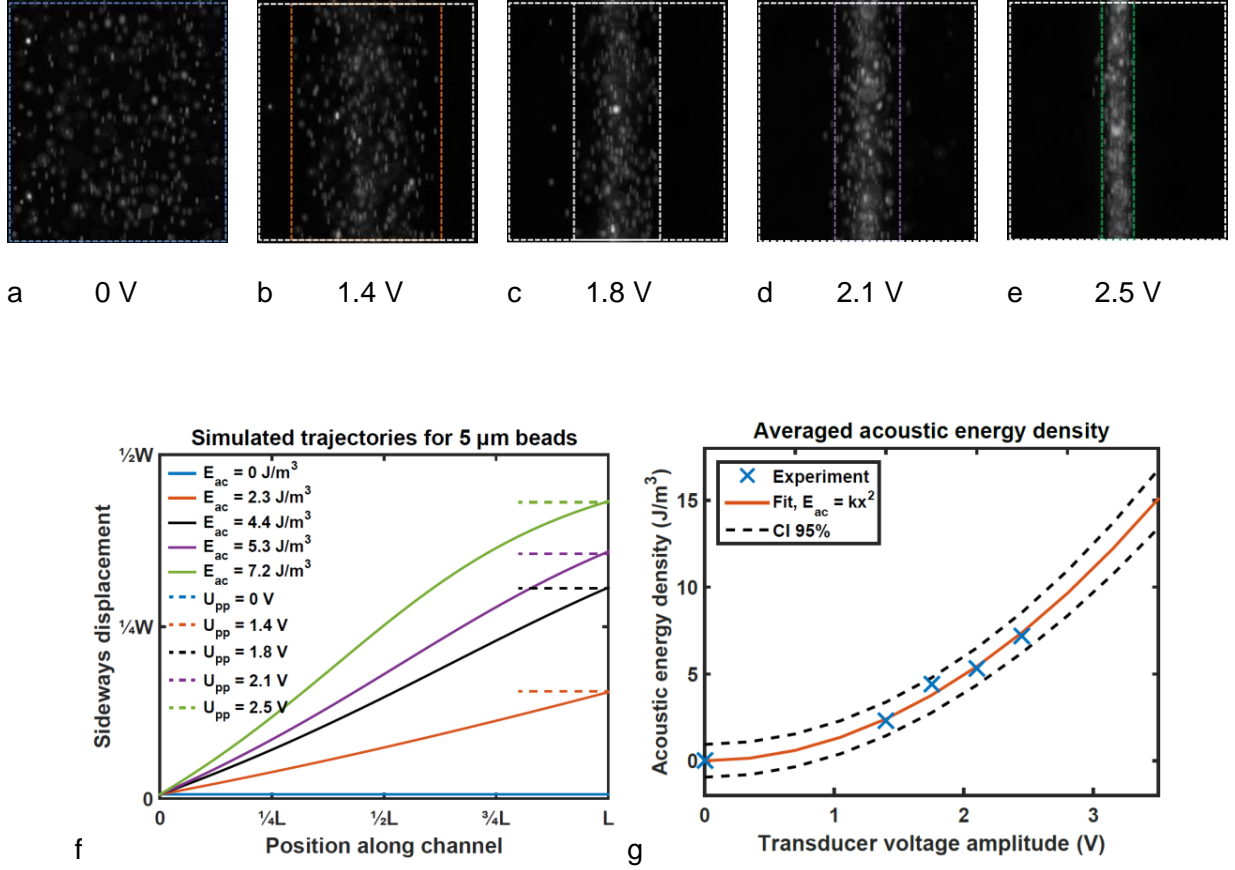 a 0 V b 1.4 V c 1.8 V d 2.1 V e 2.5 V
Simulated trajectories for 5 µm beads
½W
¼W
0
Sideways displacement
E_ac = 0 J/m³
E_ac = 2.3 J/m³
E_ac = 4.4 J/m³
E_ac = 5.3 J/m³
E_ac = 7.2 J/m³
U_pp = 0 V
U_pp = 1.4 V
U_pp = 1.8 V
U_pp = 2.1 V
U_pp = 2.5 V
0 ¼L ½L ¾L L
Position along channel
f
Averaged acoustic energy density
15
10
5
0
Acoustic energy density (J/m³)
Experiment
Fit, E_ac = kx²
CI 95%
0 1 2 3
Transducer voltage amplitude (V)
g